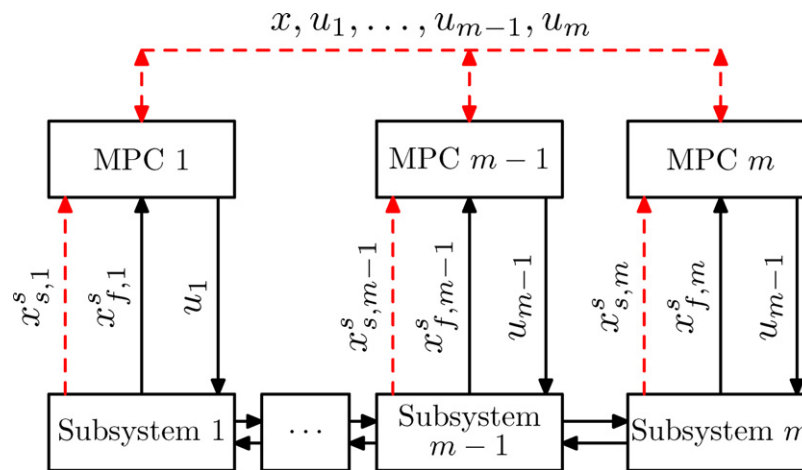 x, u_1, . . . , u_{m−1}, u_m
MPC 1
MPC m − 1
MPC m
x^s_{s,1}
x^s_{f,1}
u_1
x^s_{s,m−1}
x^s_{f,m−1}
u_{m−1}
x^s_{s,m}
x^s_{f,m}
u_{m−1}
Subsystem 1
. . .
Subsystem
m − 1
Subsystem m